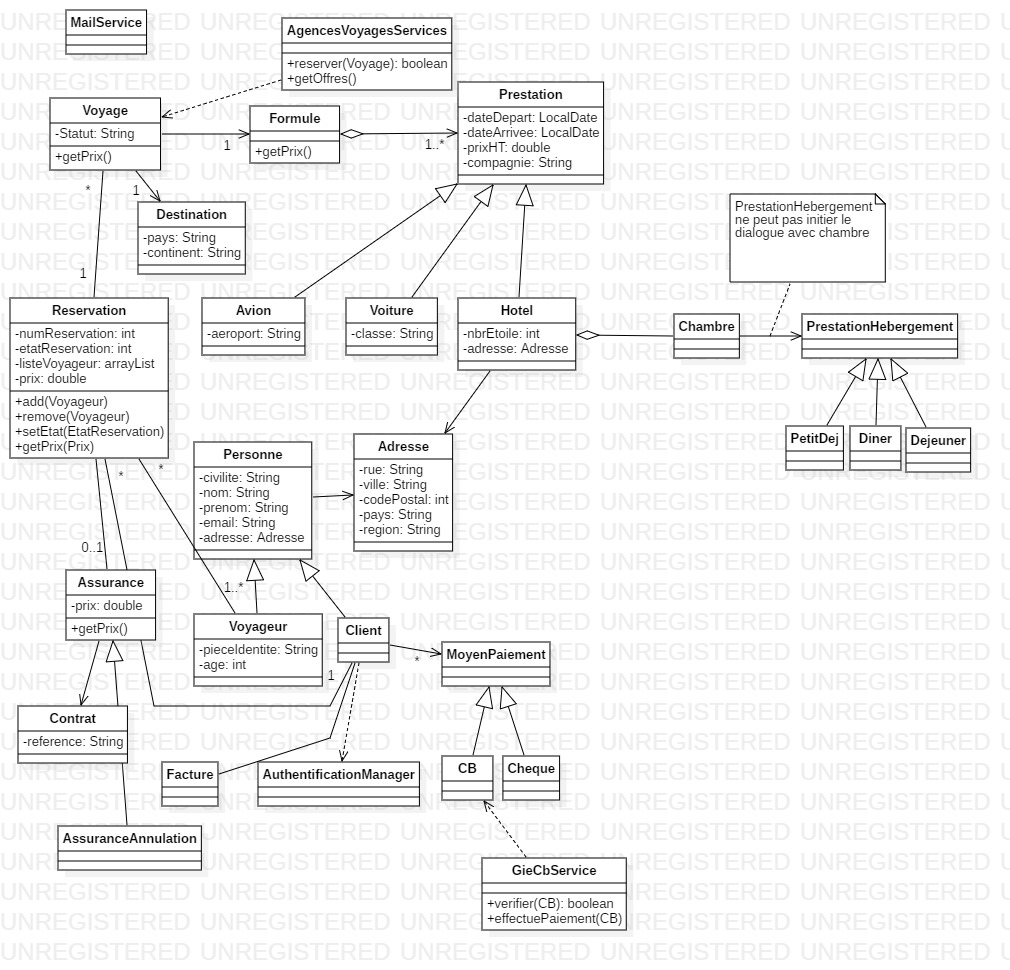 MailService
AgencesVoyagesServices
+reserver(Voyage): boolean
+getOffres()
Prestation
-dateDepart: LocalDate
-dateArrivee: LocalDate
-prixHT: double
-compagnie: String
Voyage
-Statut: String
+getPrix()
1
Formule
+getPrix()
1..*
*
1
Destination
-pays: String
-continent: String
PrestationHebergement
ne peut pas initier le
dialogue avec chambre
1
Reservation
-numReservation: int
-etatReservation: int
-listeVoyageur: arrayList
-prix: double
+add(Voyageur)
+remove(Voyageur)
+setEtat(EtatReservation)
+getPrix(Prix)
Avion
-aeroport: String
Voiture
-classe: String
Hotel
-nbrEtoile: int
-adresse: Adresse
Chambre
PrestationHebergement
PetitDej
Diner
Dejeuner
*
*
Personne
-civilite: String
-nom: String
-prenom: String
-email: String
-adresse: Adresse
Adresse
-rue: String
-ville: String
-codePostal: int
-pays: String
-region: String
0..1
Assurance
-prix: double
+getPrix()
1..*
Voyageur
-pieceIdentite: String
-age: int
Client
1
*
MoyenPaiement
Contrat
-reference: String
Facture
AuthentificationManager
CB
Cheque
AssuranceAnnulation
GieCbService
+verifier(CB): boolean
+effectuePaiement(CB)
UNREGISTERED